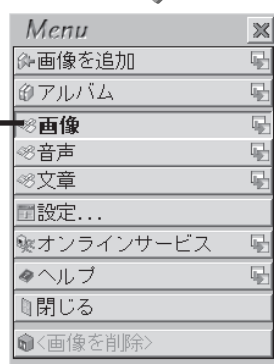 Menu
画像を追加
アルバム
画像
音声
文章
設定...
オンラインサービス
ヘルプ
閉じる
<画像を削除>